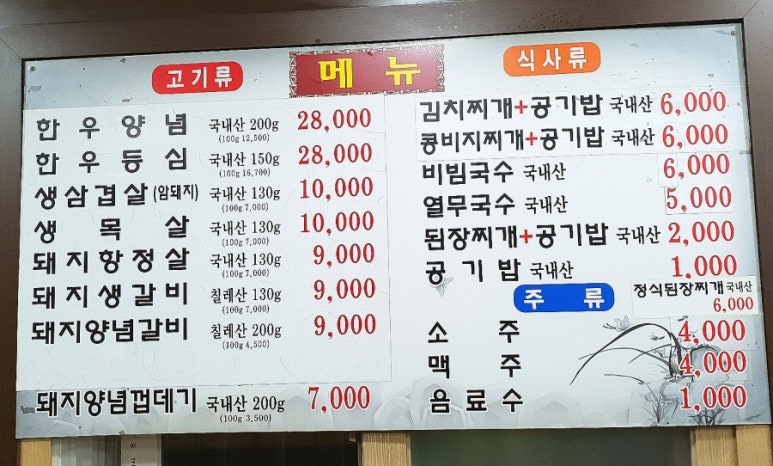 메뉴
고기류
한우양념 국내산 200g 28,000
(100g 12,500)
한우등심 국내산 150g 28,000
(100g 16,700)
생삼겹살(암돼지) 국내산 130g 10,000
(100g 7,000)
생목살 국내산 130g 10,000
(100g 7,000)
돼지항정살 국내산 130g 9,000
(100g 7,000)
돼지생갈비 칠레산 130g 9,000
(100g 7,000)
돼지양념갈비 칠레산 200g 9,000
(100g 4,500)
돼지양념껍데기 국내산 200g 7,000
(100g 3,500)
식사류
김치찌개+공기밥 국내산 6,000
콩비지찌개+공기밥 국내산 6,000
비빔국수 국내산 6,000
열무국수 국내산 5,000
된장찌개+공기밥 국내산 2,000
공기밥 국내산 1,000
정식된장찌개 국내산
6,000
주류
소주 4,000
맥주 4,000
음료수 1,000